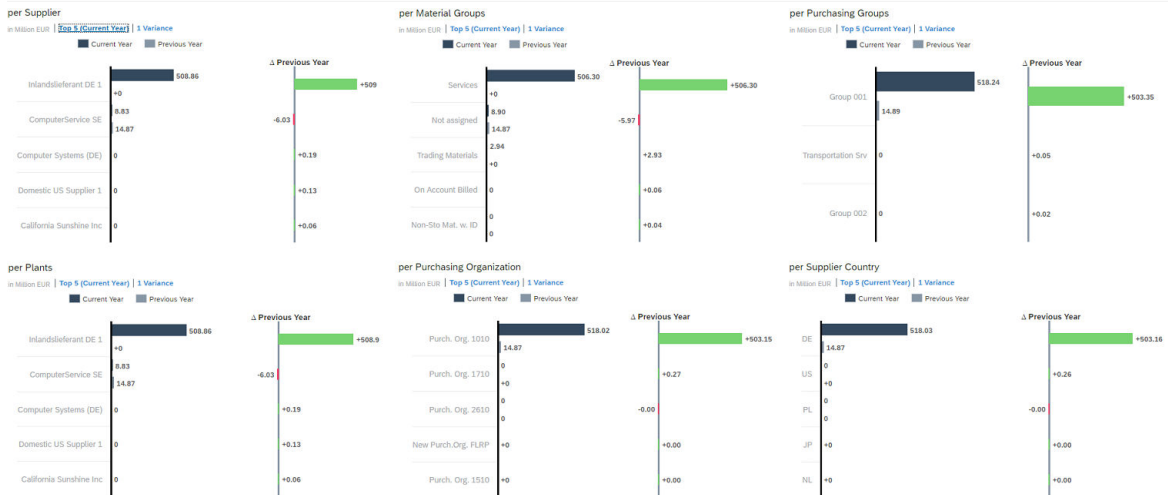 per Supplier
in Million EUR | Top 5 (Current Year) | 1 Variance
Current Year Previous Year
Δ Previous Year
Inlandslieferant DE 1 508.86 +509
+0
8.83
ComputerService SE -6.03
14.87
Computer Systems (DE) 0 +0.19
Domestic US Supplier 1 0 +0.13
California Sunshine Inc 0 +0.06
per Material Groups
in Million EUR | Top 5 (Current Year) | 1 Variance
Current Year Previous Year
Δ Previous Year
Services 506.30 +506.30
+0
8.90
Not assigned -5.97
14.87
2.94
Trading Materials +2.93
+0
On Account Billed 0 +0.06
0
Non-Sto Mat. w. ID +0.04
0
per Purchasing Groups
in Million EUR | Top 5 (Current Year) | 1 Variance
Current Year Previous Year
Δ Previous Year
518.24
Group 001 +503.35
14.89
Transportation Srv 0 +0.05
Group 002 0 +0.02
per Plants
in Million EUR | Top 5 (Current Year) | 1 Variance
Current Year Previous Year
Δ Previous Year
508.86
Inlandslieferant DE 1 +508.9
+0
8.83
ComputerService SE -6.03
14.87
Computer Systems (DE) 0 +0.19
Domestic US Supplier 1 0 +0.13
California Sunshine Inc 0 +0.06
per Purchasing Organization
in Million EUR | Top 5 (Current Year) | 1 Variance
Current Year Previous Year
Δ Previous Year
518.02
Purch. Org. 1010 +503.15
14.87
0
Purch. Org. 1710 +0.27
+0
0
Purch. Org. 2610 -0.00
0
New Purch.Org. FLRP +0 +0.00
Purch. Org. 1510 +0 +0.00
per Supplier Country
in Million EUR | Top 5 (Current Year) | 1 Variance
Current Year Previous Year
Δ Previous Year
518.03
DE +503.16
14.87
0
US +0.26
+0
0
PL -0.00
0
JP +0 +0.00
NL +0 +0.00